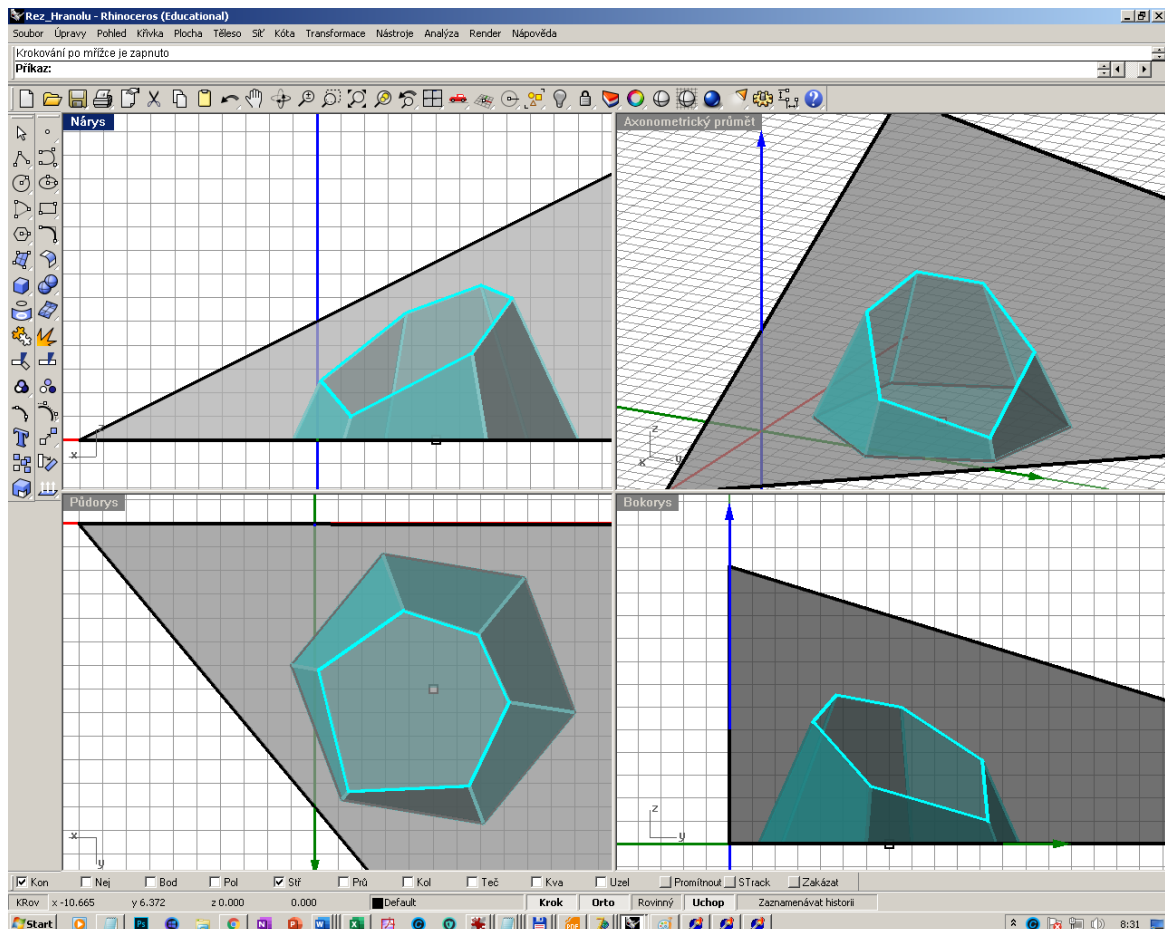 Rez_Hranolu - Rhinoceros (Educational)
Soubor Úpravy Pohled Křivka Plocha Těleso Síť Kóta Transformace Nástroje Analýza Render Nápověda
Krokování po mřížce je zapnuto
Příkaz:
Nárys
Axonometrický průmět
z
x
z
x y
Půdorys
Bokorys
x
y
z
y
Kon Nej Bod Pol Stř Prů Kol Teč Kva Uzel Promítnout STrack Zakázat
KRov x -10.665 y 6.372 z 0.000 0.000 Default Krok Orto Rovinný Uchop Zaznamenávat historii
Start 8:31